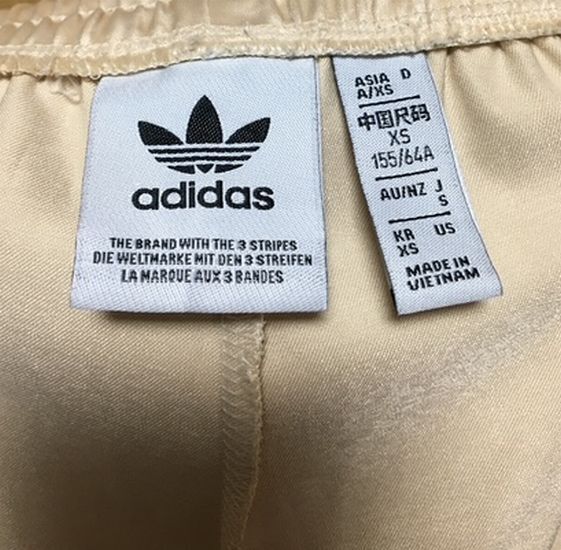 adidas
THE BRAND WITH THE 3 STRIPES
DIE WELTMARKE MIT DEN 3 STREIFEN
LA MARQUE AUX 3 BANDES
ASIA D
A/XS
中国尺码
XS
155/64A
AU/NZ J
S
KR US
XS
MADE IN
VIETNAM